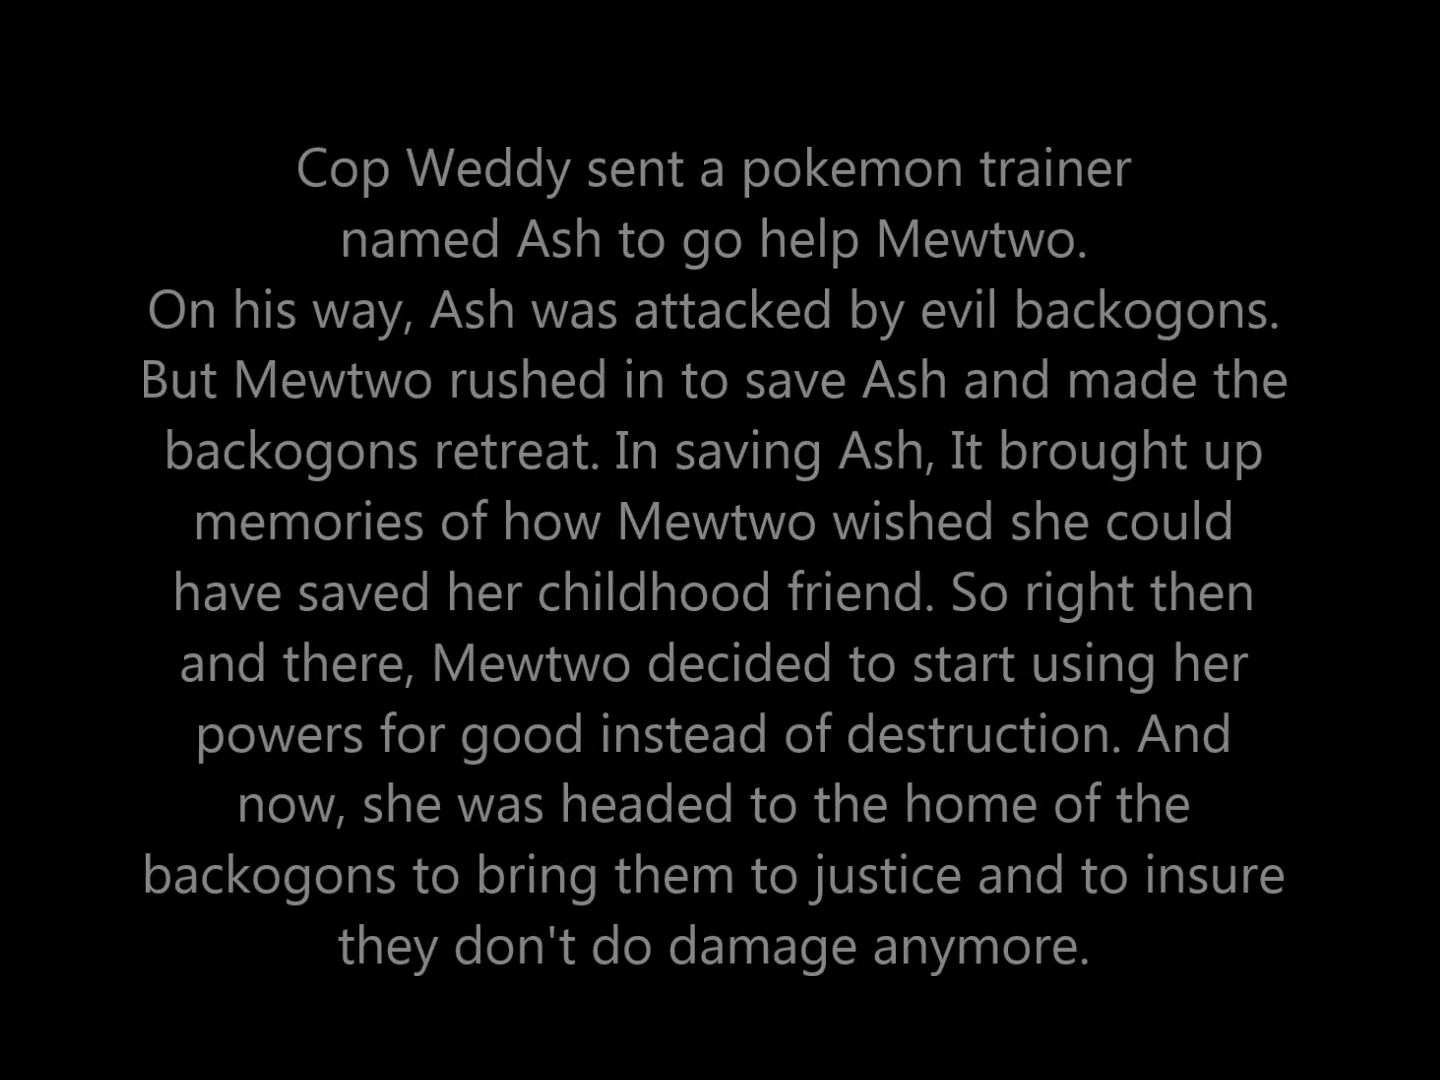 Cop Weddy sent a pokemon trainer
named Ash to go help Mewtwo.
On his way, Ash was attacked by evil backogons.
But Mewtwo rushed in to save Ash and made the
backogons retreat. In saving Ash, It brought up
memories of how Mewtwo wished she could
have saved her childhood friend. So right then
and there, Mewtwo decided to start using her
powers for good instead of destruction. And
now, she was headed to the home of the
backogons to bring them to justice and to insure
they don't do damage anymore.